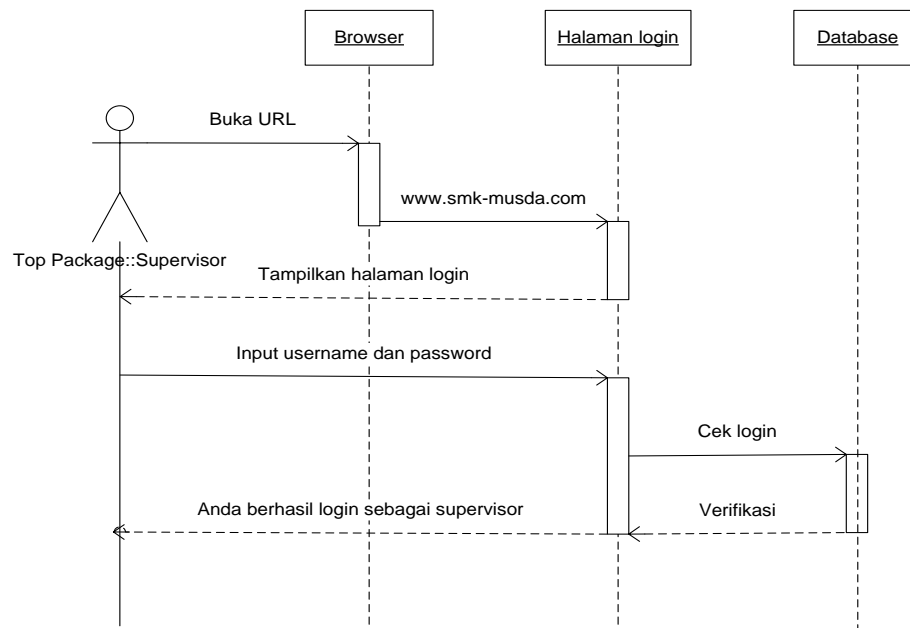 Browser
Halaman login
Database
Buka URL
www.smk-musda.com
Top Package::Supervisor
Tampilkan halaman login
Input username dan password
Cek login
Anda berhasil login sebagai supervisor
Verifikasi